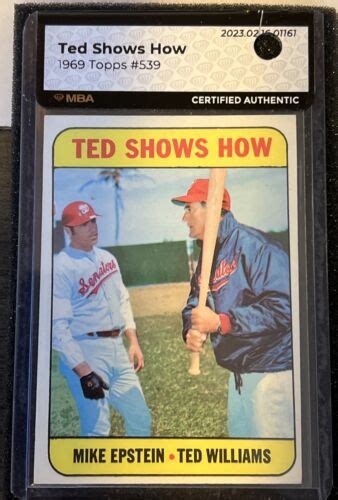 2023.02.16.01161
Ted Shows How
1969 Topps #539
MBA
CERTIFIED AUTHENTIC
TED SHOWS HOW
Senators
MIKE EPSTEIN • TED WILLIAMS